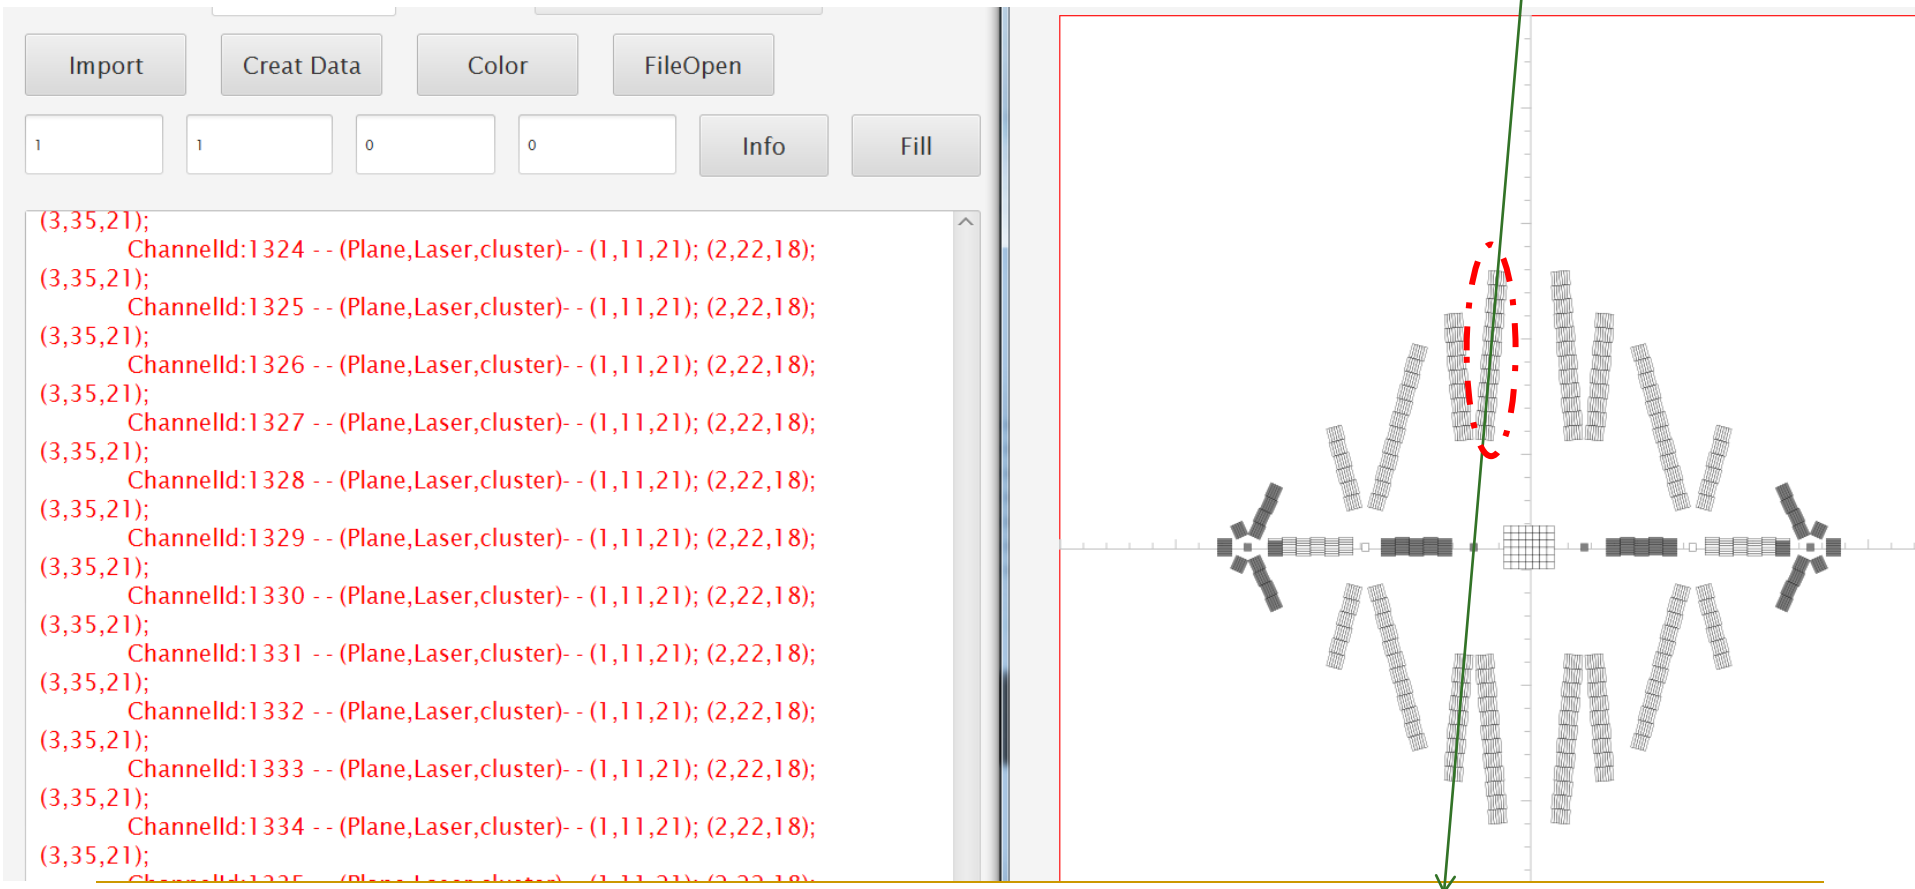 Import Creat Data Color FileOpen
1 1 0 0 Info Fill
(3,35,21);
ChannelId:1324 - - (Plane,Laser,cluster)- - (1,11,21); (2,22,18);
(3,35,21);
ChannelId:1325 - - (Plane,Laser,cluster)- - (1,11,21); (2,22,18);
(3,35,21);
ChannelId:1326 - - (Plane,Laser,cluster)- - (1,11,21); (2,22,18);
(3,35,21);
ChannelId:1327 - - (Plane,Laser,cluster)- - (1,11,21); (2,22,18);
(3,35,21);
ChannelId:1328 - - (Plane,Laser,cluster)- - (1,11,21); (2,22,18);
(3,35,21);
ChannelId:1329 - - (Plane,Laser,cluster)- - (1,11,21); (2,22,18);
(3,35,21);
ChannelId:1330 - - (Plane,Laser,cluster)- - (1,11,21); (2,22,18);
(3,35,21);
ChannelId:1331 - - (Plane,Laser,cluster)- - (1,11,21); (2,22,18);
(3,35,21);
ChannelId:1332 - - (Plane,Laser,cluster)- - (1,11,21); (2,22,18);
(3,35,21);
ChannelId:1333 - - (Plane,Laser,cluster)- - (1,11,21); (2,22,18);
(3,35,21);
ChannelId:1334 - - (Plane,Laser,cluster)- - (1,11,21); (2,22,18);
(3,35,21);